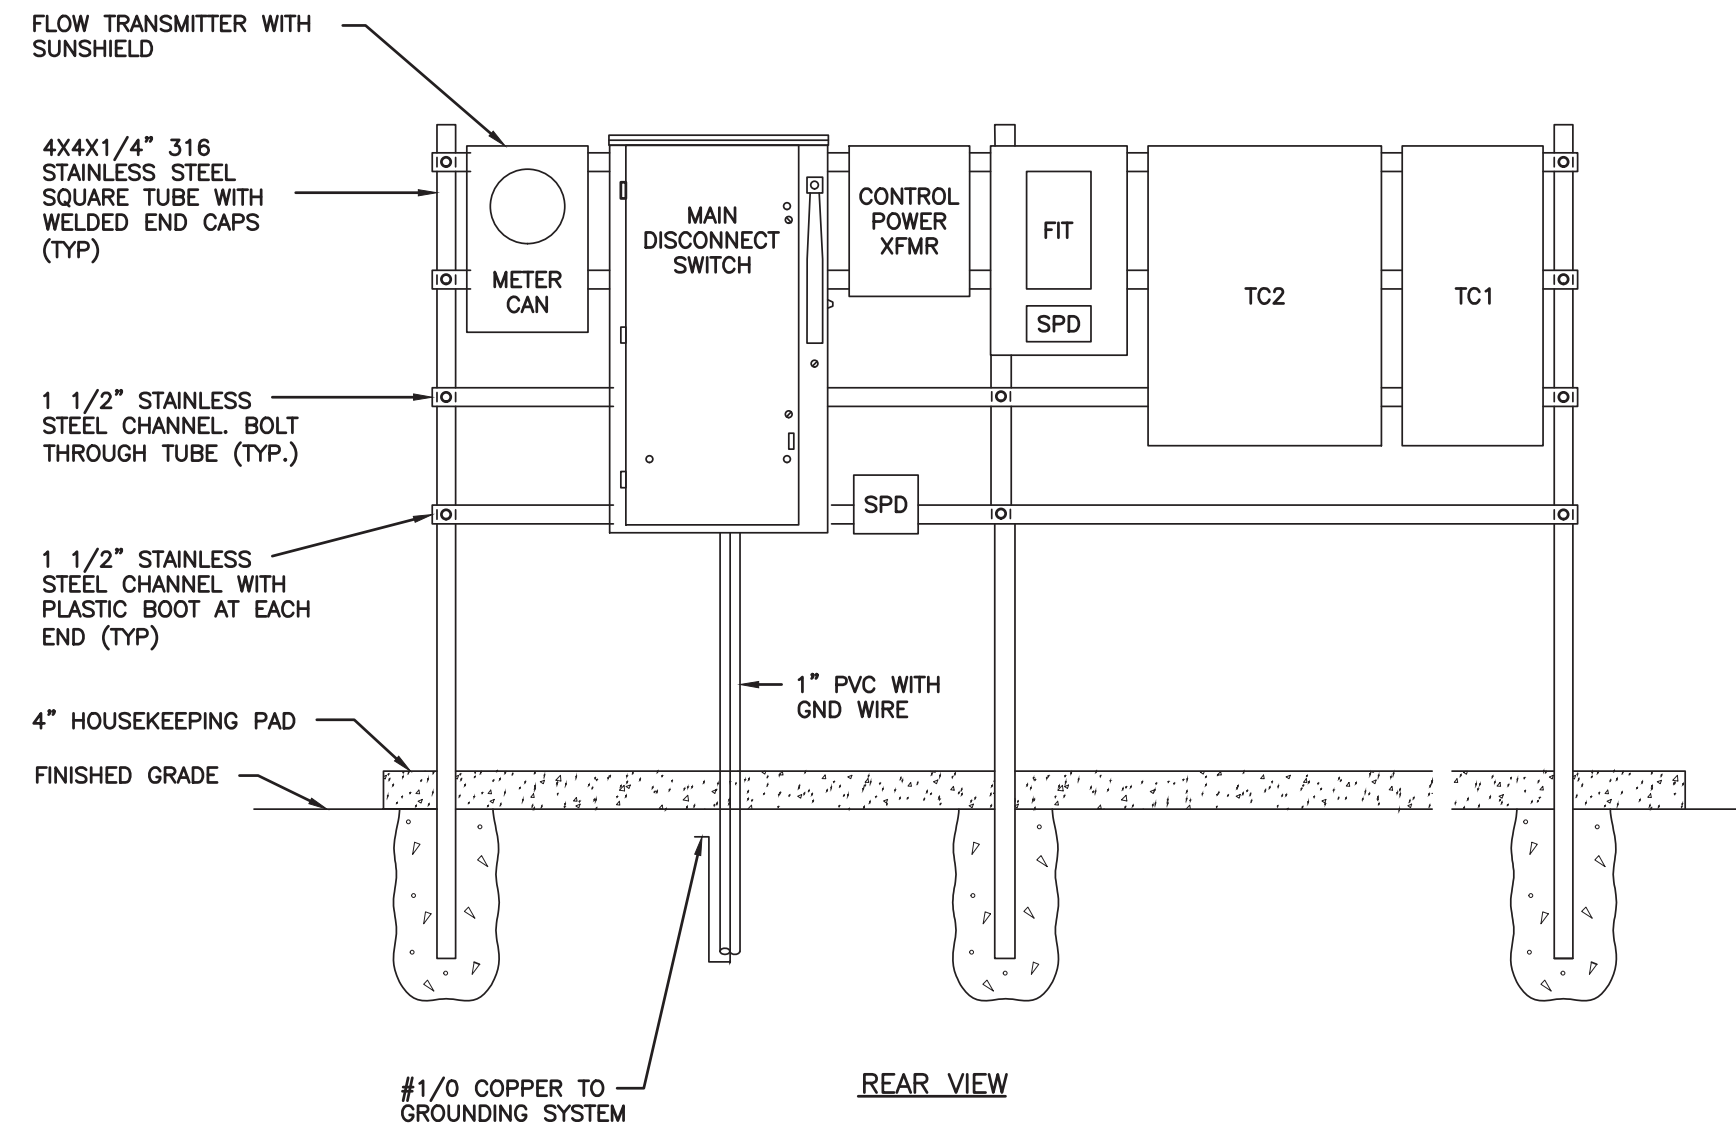 FLOW TRANSMITTER WITH
SUNSHIELD
4X4X1/4” 316
STAINLESS STEEL
SQUARE TUBE WITH
WELDED END CAPS
(TYP)
METER
CAN
MAIN
DISCONNECT
SWITCH
CONTROL
POWER
XFMR
FIT
SPD
TC2
TC1
1 1/2” STAINLESS
STEEL CHANNEL. BOLT
THROUGH TUBE (TYP.)
SPD
1 1/2” STAINLESS
STEEL CHANNEL WITH
PLASTIC BOOT AT EACH
END (TYP)
1” PVC WITH
GND WIRE
4” HOUSEKEEPING PAD
FINISHED GRADE
#1/0 COPPER TO
GROUNDING SYSTEM
REAR VIEW